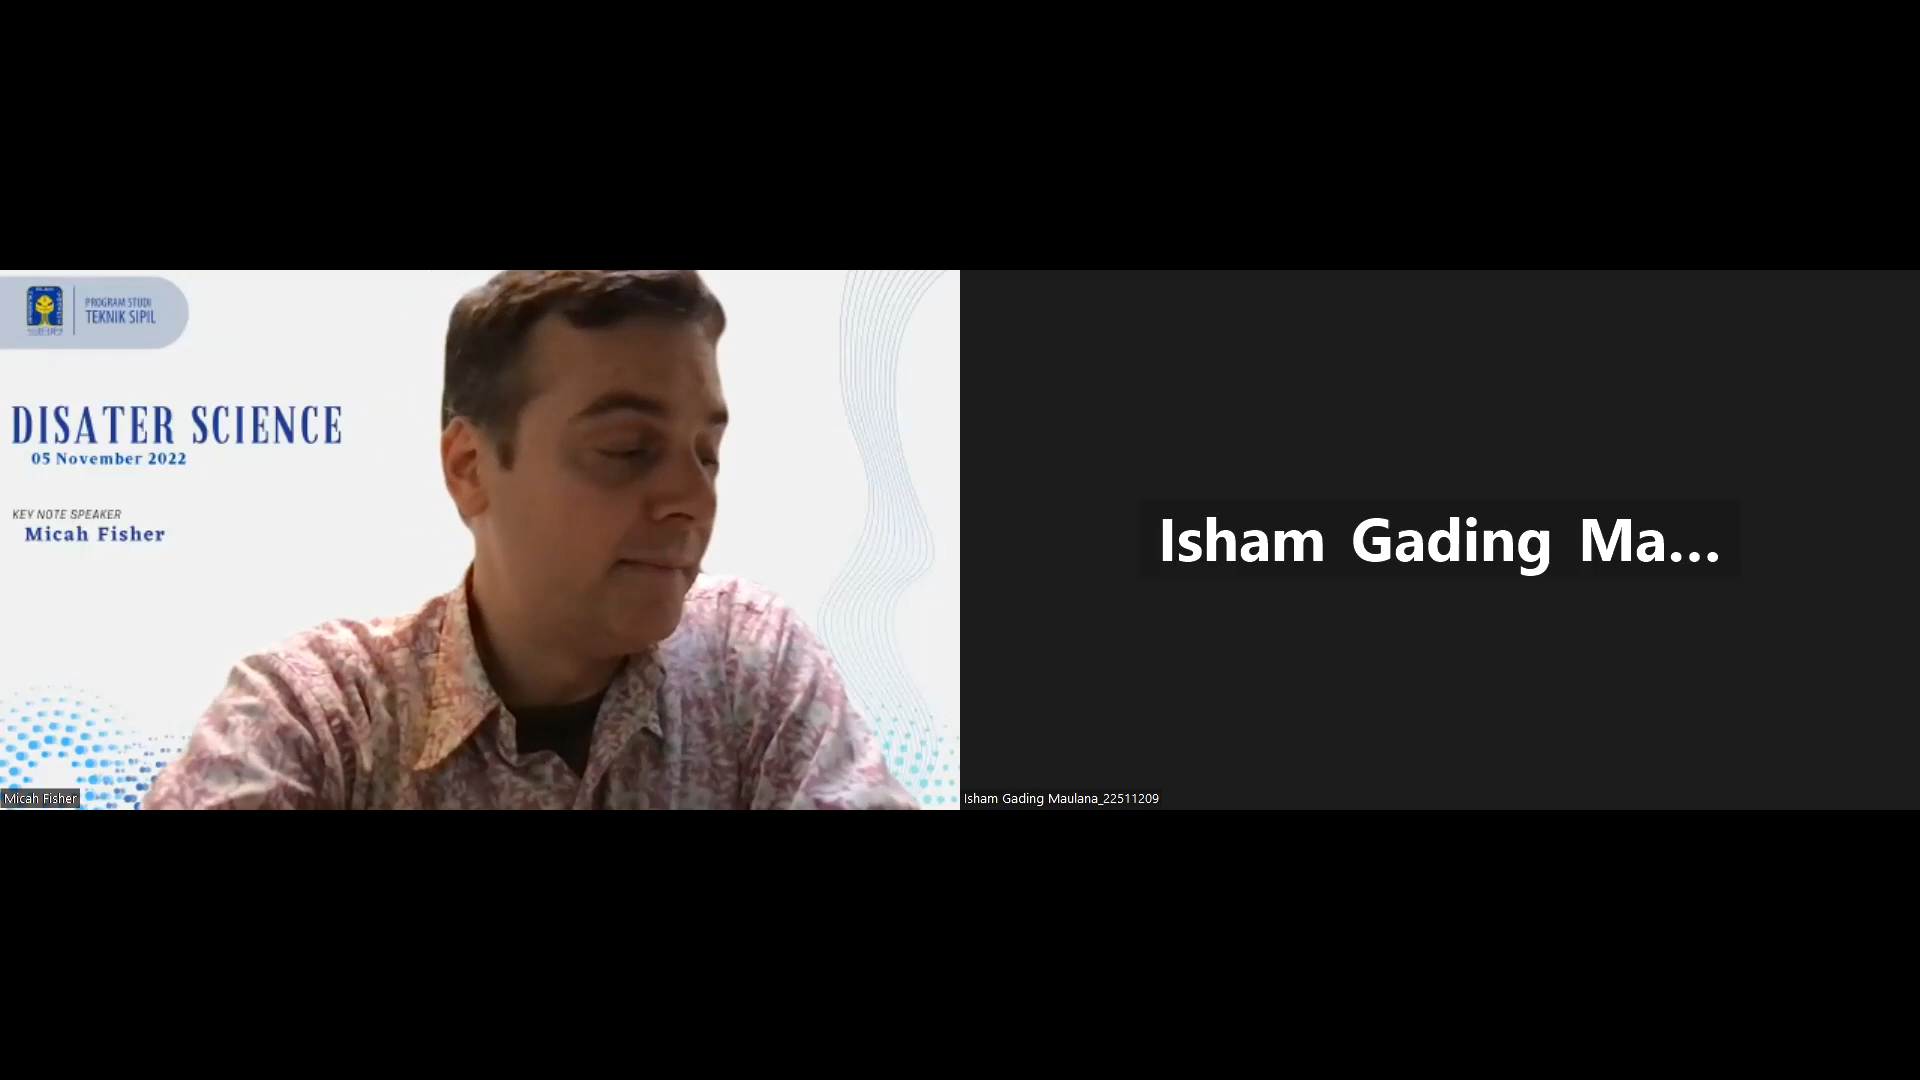 PROGRAM STUDI
TEKNIK SIPIL
DISATER SCIENCE
05 November 2022
KEY NOTE SPEAKER
Micah Fisher
Micah Fisher
Isham Gading Ma...
Isham Gading Maulana_22511209